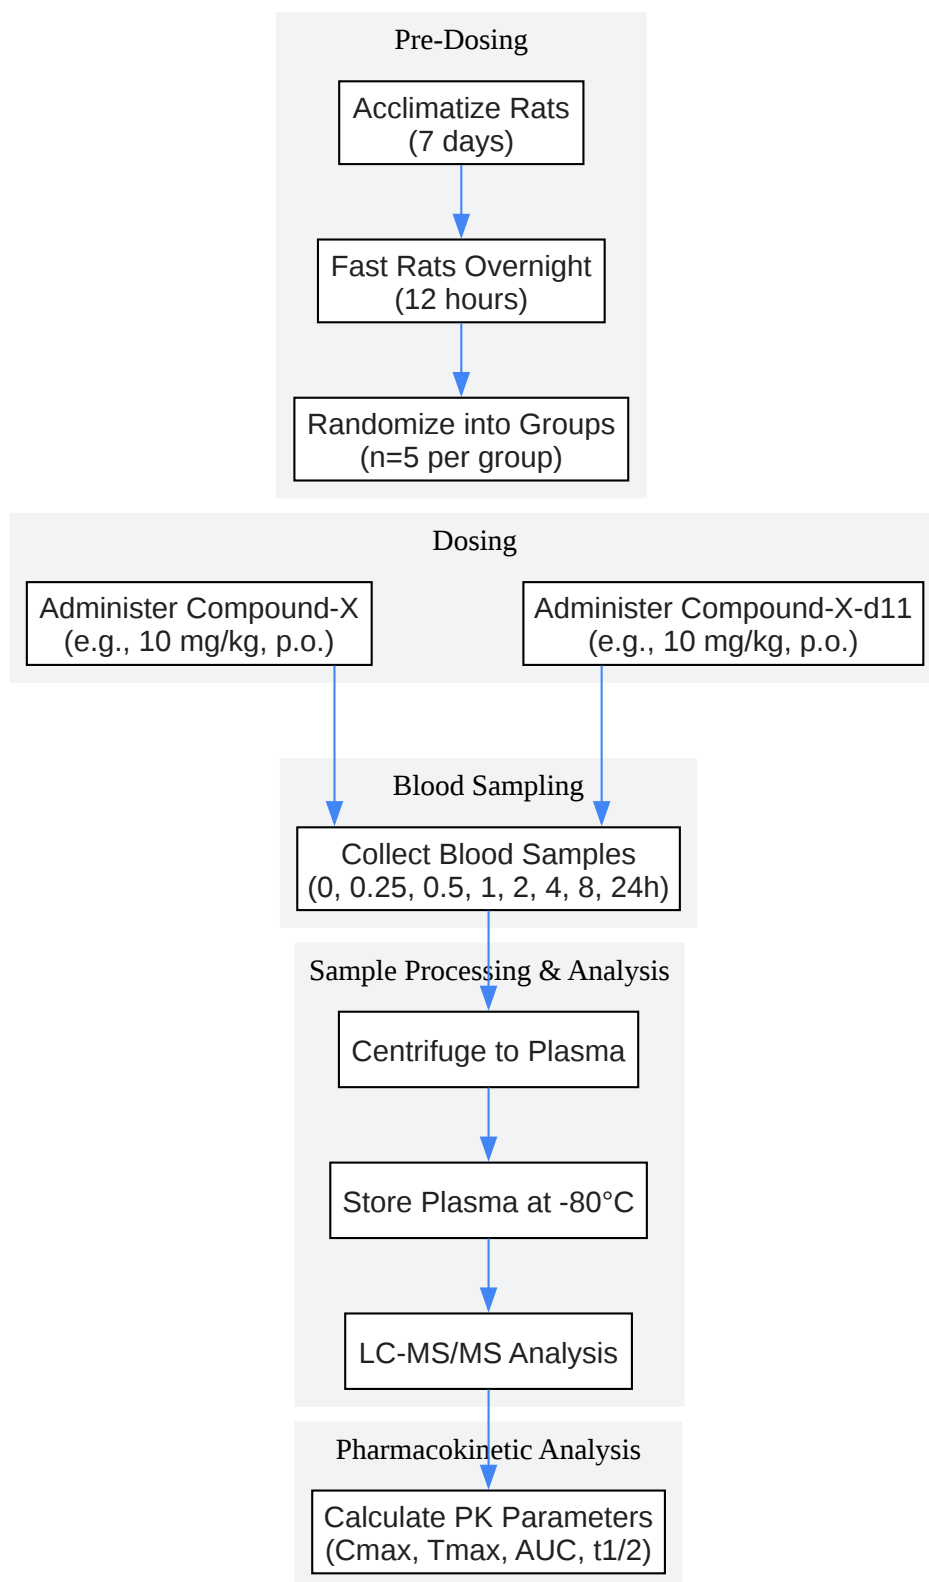 Pre-Dosing
Acclimatize Rats
(7 days)
Fast Rats Overnight
(12 hours)
Randomize into Groups
(n=5 per group)
Dosing
Administer Compound-X
(e.g., 10 mg/kg, p.o.)
Administer Compound-X-d11
(e.g., 10 mg/kg, p.o.)
Blood Sampling
Collect Blood Samples
(0, 0.25, 0.5, 1, 2, 4, 8, 24h)
Sample Processing & Analysis
Centrifuge to Plasma
Store Plasma at -80°C
LC-MS/MS Analysis
Pharmacokinetic Analysis
Calculate PK Parameters
(Cmax, Tmax, AUC, t1/2)